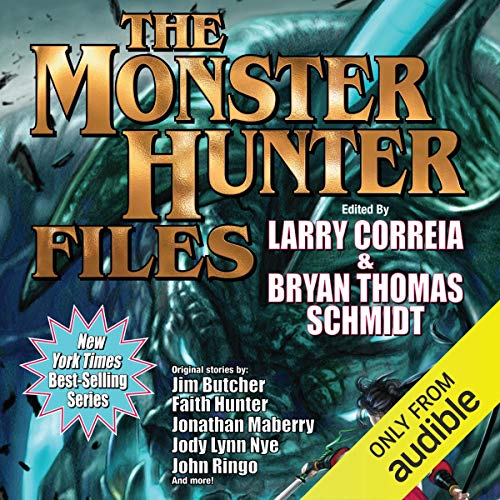 THE
MONSTER
HUNTER
FILES
Edited By
LARRY CORREIA
&
BRYAN THOMAS
SCHMIDT
New
York Times
Best-Selling
Series
Original stories by:
Jim Butcher
Faith Hunter
Jonathan Maberry
Jody Lynn Nye
John Ringo
And more!
ONLY FROM
audible